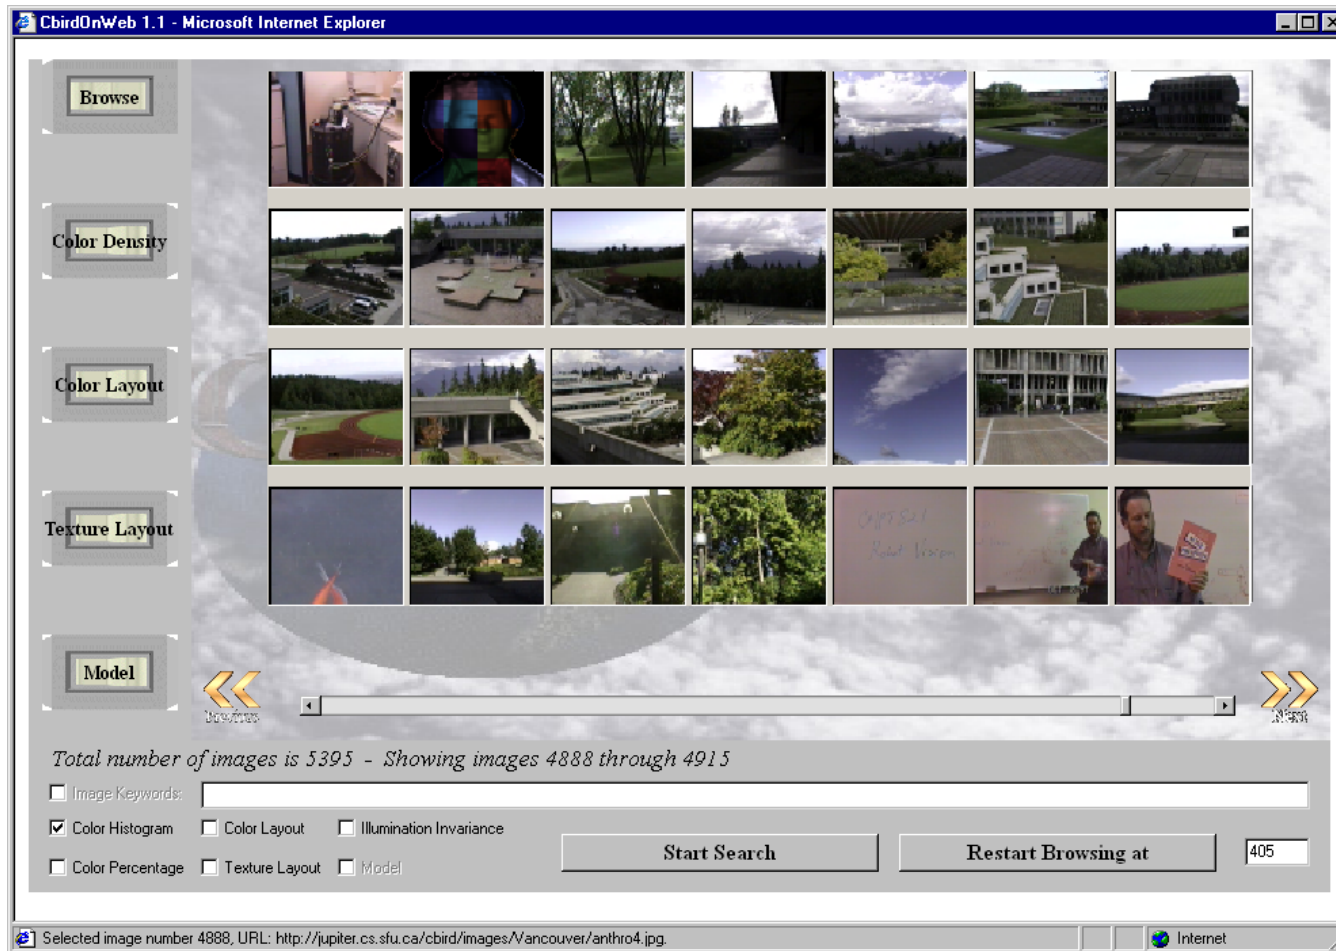 CbirdOnWeb 1.1 - Microsoft Internet Explorer
Browse
Color Density
Color Layout
Texture Layout
Model
Previous
Next
Total number of images is 5395 - Showing images 4888 through 4915
Image Keywords:
Color Histogram
Color Layout
Illumination Invariance
Color Percentage
Texture Layout
Model
Start Search
Restart Browsing at
405
Selected image number 4888, URL: http://jupiter.cs.sfu.ca/cbird/images/Vancouver/anthro4.jpg.
Internet